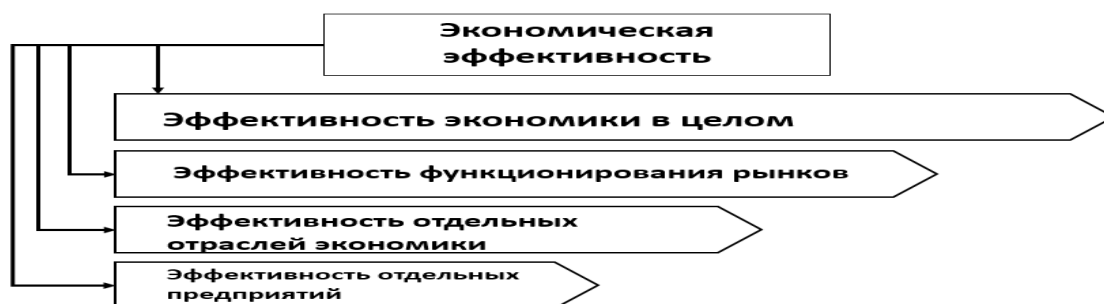 Экономическая
эффективность
Эффективность экономики в целом
Эффективность функционирования рынков
Эффективность отдельных
отраслей экономики
Эффективность отдельных
предприятий